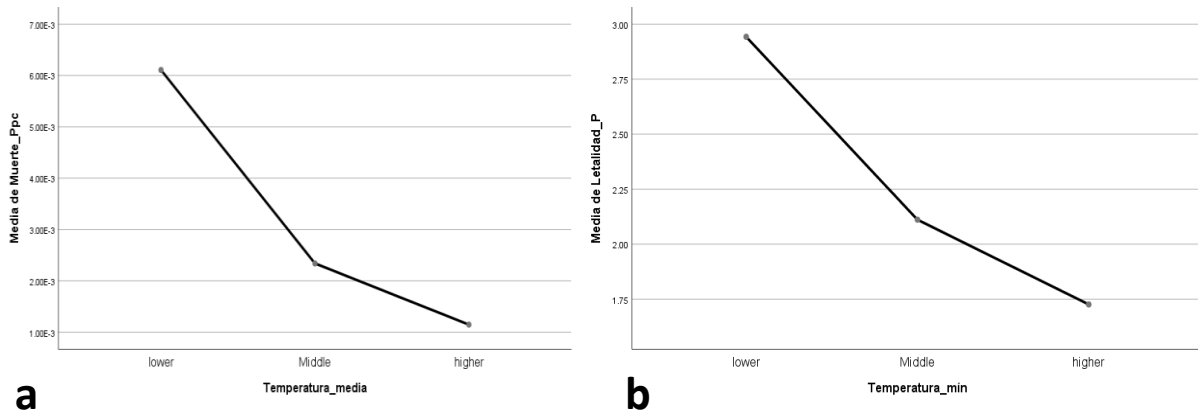 7.00E-3
6.00E-3
5.00E-3
4.00E-3
3.00E-3
2.00E-3
1.00E-3
Media de Muerte_Ppc
lower Middle higher
Temperatura_media
a
3.00
2.75
2.50
2.25
2.00
1.75
Media de Letalidad_P
lower Middle higher
Temperatura_min
b